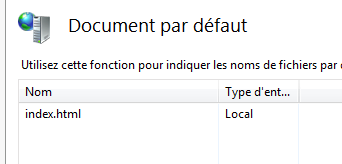 Document par défaut
Utilisez cette fonction pour indiquer les noms de fichiers par
Nom Type d'ent...
index.html Local